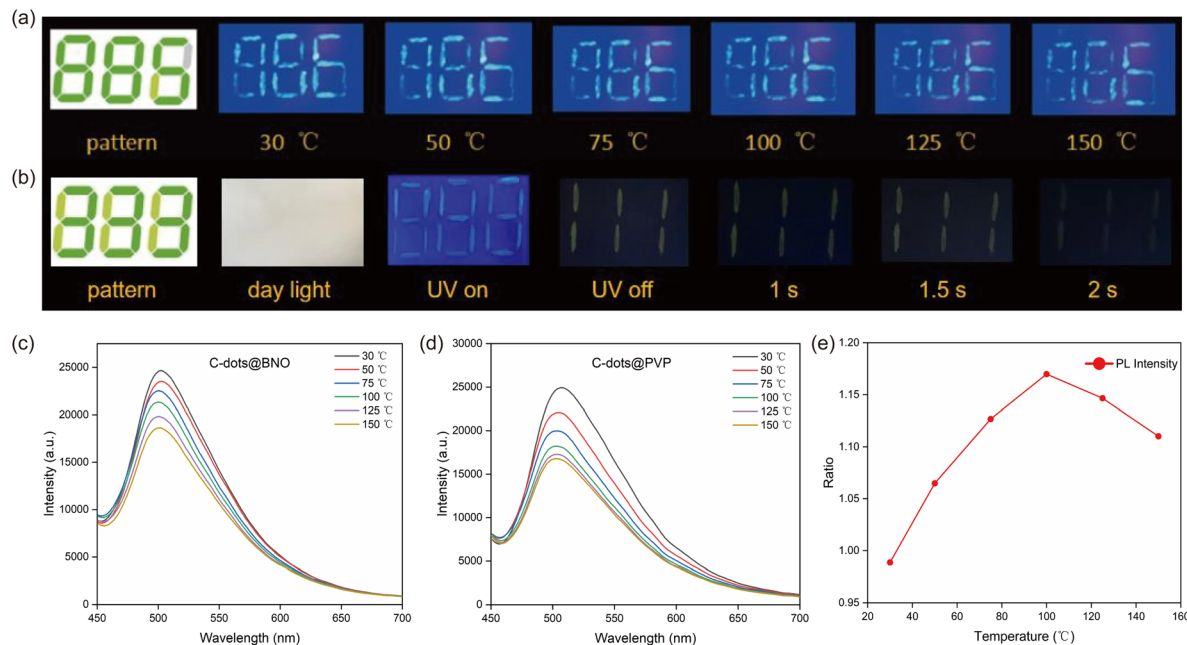 (a)
pattern 30 ℃ 50 ℃ 75 ℃ 100 ℃ 125 ℃ 150 ℃
(b)
pattern day light UV on UV off 1 s 1.5 s 2 s
(c)
C-dots@BNO
30 ℃
50 ℃
75 ℃
100 ℃
125 ℃
150 ℃
25000
20000
15000
10000
5000
0
Intensity (a.u.)
450 500 550 600 650 700
Wavelength (nm)
(d)
C-dots@PVP
30 ℃
50 ℃
75 ℃
100 ℃
125 ℃
150 ℃
30000
25000
20000
15000
10000
5000
0
Intensity (a.u.)
450 500 550 600 650 700
Wavelength (nm)
(e)
PL Intensity
1.20
1.15
1.10
1.05
1.00
0.95
Ratio
20 40 60 80 100 120 140 160
Temperature (℃)